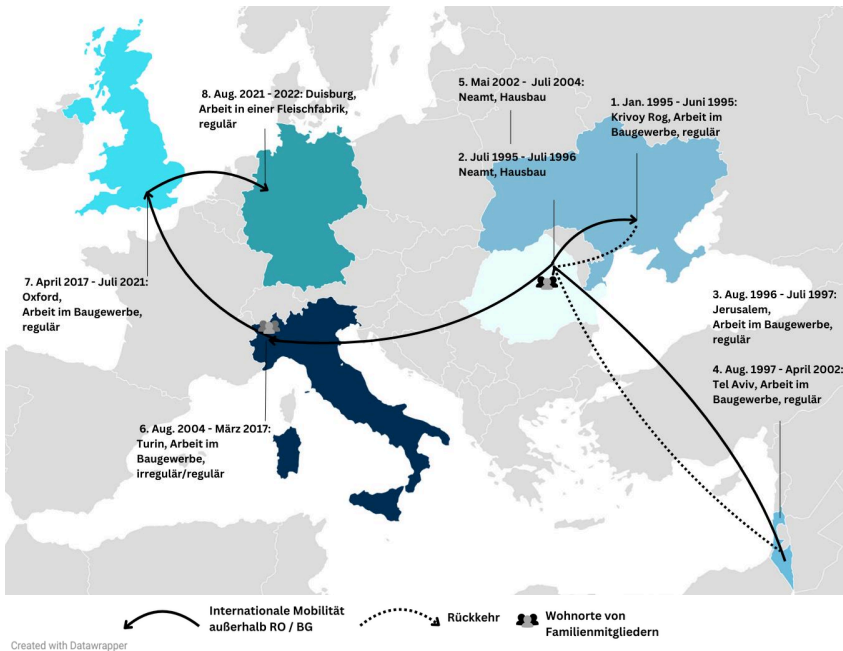 8. Aug. 2021 - 2022: Duisburg,
Arbeit in einer Fleischfabrik,
regulär
5. Mai 2002 - Juli 2004:
Neamt, Hausbau
1. Jan. 1995 - Juni 1995:
Krivoy Rog, Arbeit im
Baugewerbe, regulär
2. Juli 1995 - Juli 1996
Neamt, Hausbau
7. April 2017 - Juli 2021:
Oxford,
Arbeit im Baugewerbe,
regulär
3. Aug. 1996 - Juli 1997:
Jerusalem,
Arbeit im Baugewerbe,
regulär
4. Aug. 1997 - April 2002:
Tel Aviv, Arbeit im
Baugewerbe, regulär
6. Aug. 2004 - März 2017:
Turin, Arbeit im
Baugewerbe,
irregulär/regulär
Internationale Mobilität
außerhalb RO / BG
Rückkehr
Wohnorte von
Familienmitgliedern
Created with Datawrapper